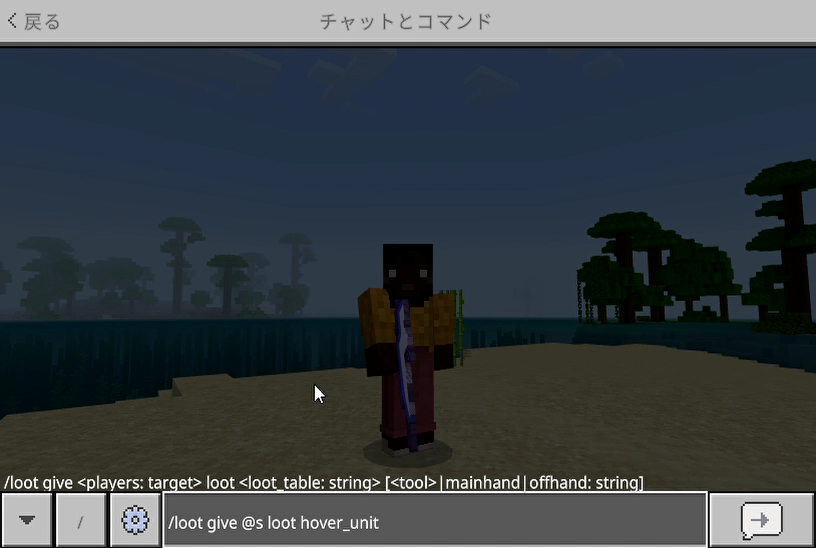 戻る
チャットとコマンド
/loot give <players: target> loot <loot_table: string> [<tool>|mainhand|offhand: string]
/
/loot give @s loot hover_unit